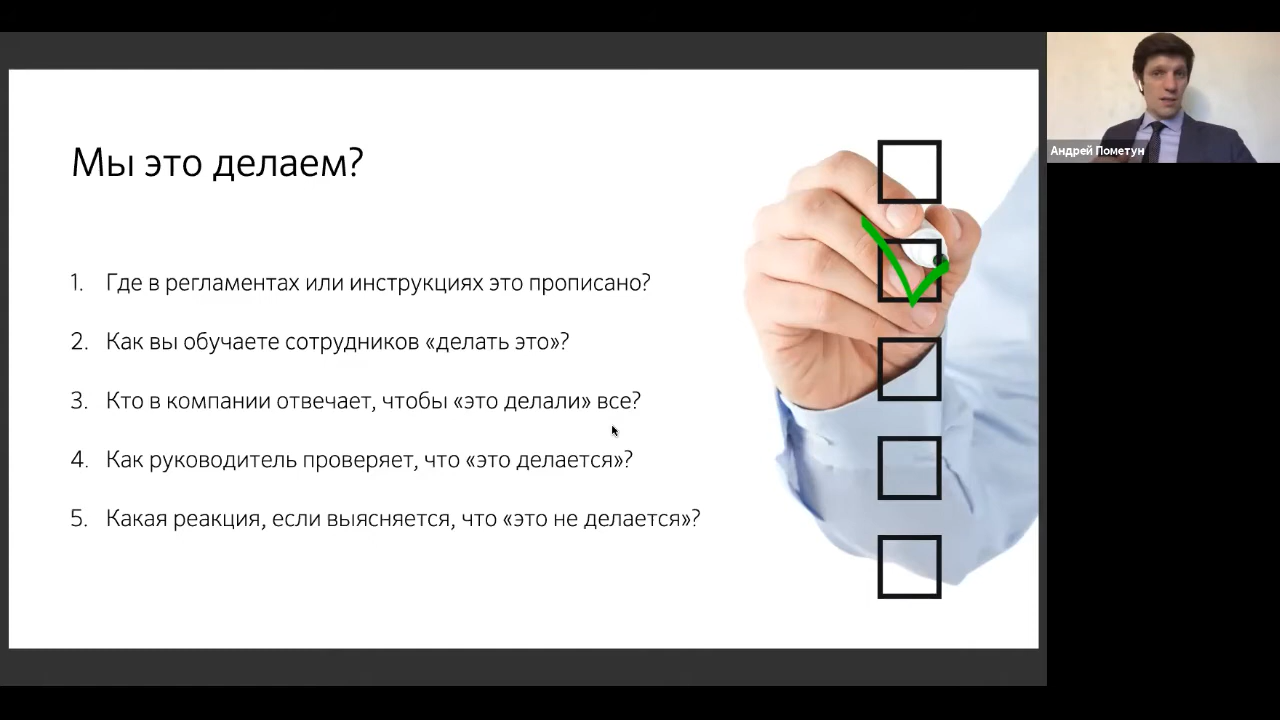 Мы это делаем?
1. Где в регламентах или инструкциях это прописано?
2. Как вы обучаете сотрудников «делать это»?
3. Кто в компании отвечает, чтобы «это делали» все?
4. Как руководитель проверяет, что «это делается»?
5. Какая реакция, если выясняется, что «это не делается»?
Андрей Пометун